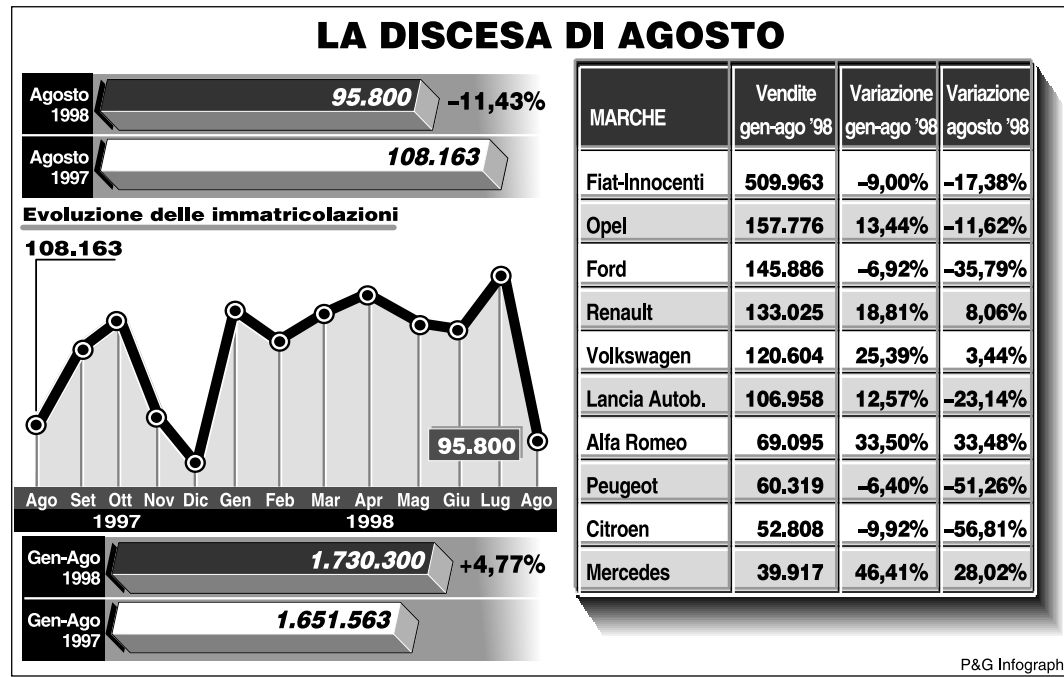 LA DISCESA DI AGOSTO
Agosto
1998
95.800
–11,43%
Agosto
1997
108.163
Evoluzione delle immatricolazioni
108.163
95.800
Ago Set Ott Nov Dic Gen Feb Mar Apr Mag Giu Lug Ago
1997 1998
Gen-Ago
1998
1.730.300
+4,77%
Gen-Ago
1997
1.651.563
MARCHE Vendite gen-ago '98 Variazione gen-ago '98 Variazione agosto '98
Fiat-Innocenti 509.963 –9,00% –17,38%
Opel 157.776 13,44% –11,62%
Ford 145.886 –6,92% –35,79%
Renault 133.025 18,81% 8,06%
Volkswagen 120.604 25,39% 3,44%
Lancia Autob. 106.958 12,57% –23,14%
Alfa Romeo 69.095 33,50% 33,48%
Peugeot 60.319 –6,40% –51,26%
Citroen 52.808 –9,92% –56,81%
Mercedes 39.917 46,41% 28,02%
P&G Infograph